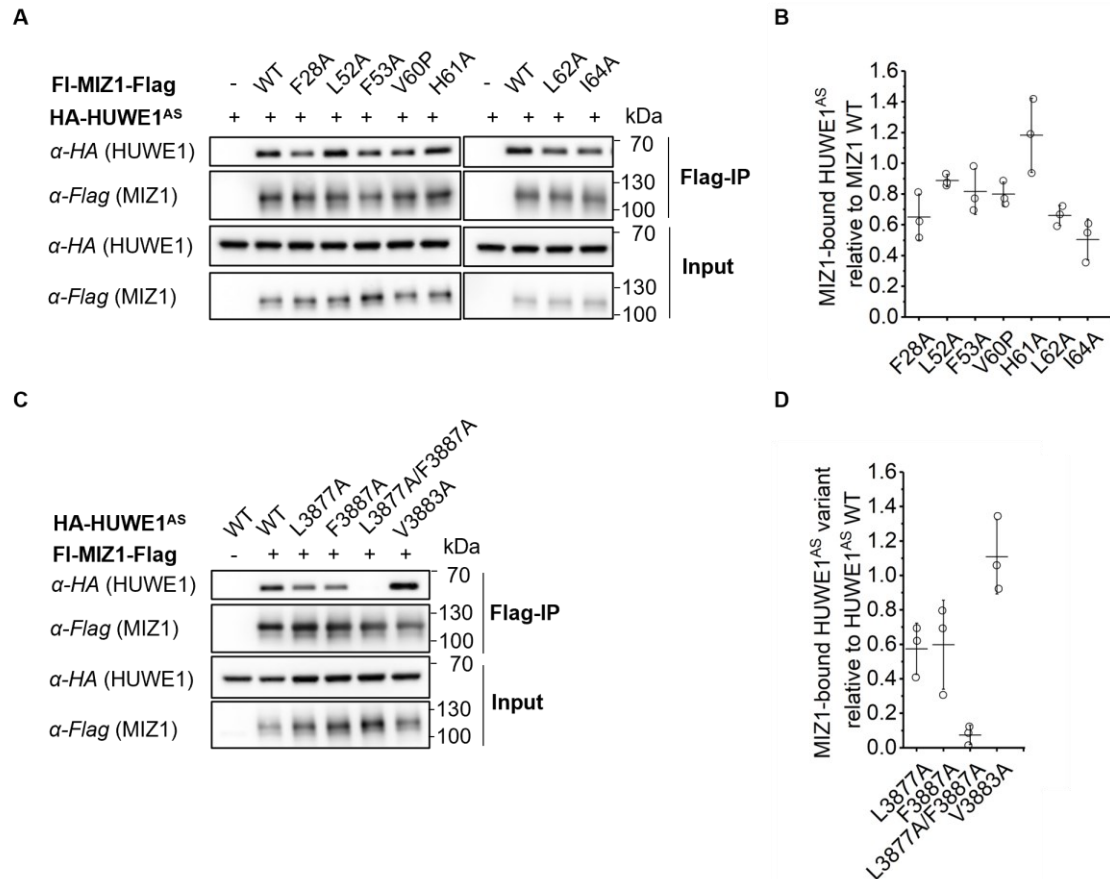 A
Fl-MIZ1-Flag - WT F28A L52A F53A V60P H61A - WT L62A I64A
HA-HUWE1ᴬˢ + + + + + + + + + + + kDa
α-HA (HUWE1) 70
α-Flag (MIZ1) 130
100
Flag-IP
α-HA (HUWE1) 70
α-Flag (MIZ1) 130
100
Input
B
MIZ1-bound HUWE1ᴬˢ
relative to MIZ1 WT
1.6
1.4
1.2
1.0
0.8
0.6
0.4
0.2
0.0
F28A L52A F53A V60P H61A L62A I64A
C
HA-HUWE1ᴬˢ WT WT L3877A F3887A L3877A/F3887A V3883A
Fl-MIZ1-Flag - + + + + + kDa
α-HA (HUWE1) 70
α-Flag (MIZ1) 130
100
Flag-IP
α-HA (HUWE1) 70
α-Flag (MIZ1) 130
100
Input
D
MIZ1-bound HUWE1ᴬˢ variant
relative to HUWE1ᴬˢ WT
1.6
1.4
1.2
1.0
0.8
0.6
0.4
0.2
0.0
L3877A F3887A L3877A/F3887A V3883A